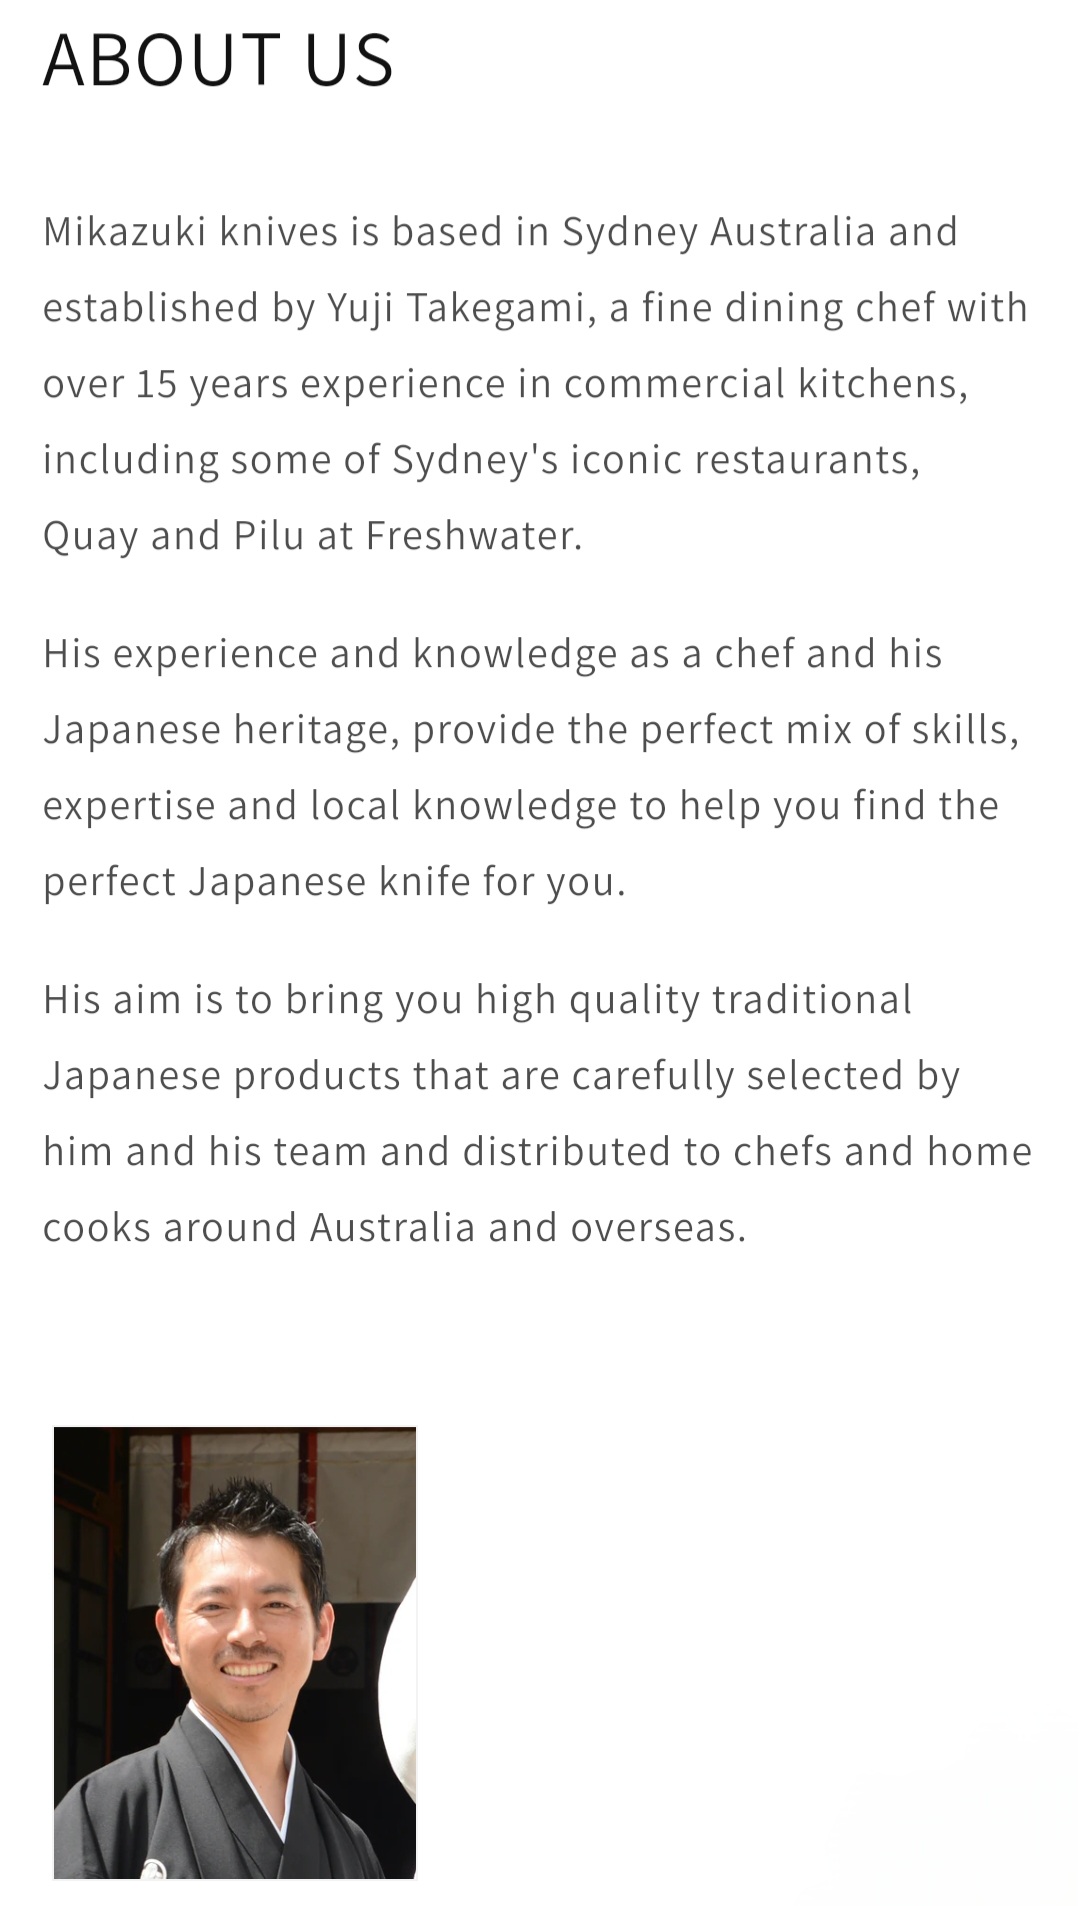 ABOUT US
Mikazuki knives is based in Sydney Australia and
established by Yuji Takegami, a fine dining chef with
over 15 years experience in commercial kitchens,
including some of Sydney's iconic restaurants,
Quay and Pilu at Freshwater.
His experience and knowledge as a chef and his
Japanese heritage, provide the perfect mix of skills,
expertise and local knowledge to help you find the
perfect Japanese knife for you.
His aim is to bring you high quality traditional
Japanese products that are carefully selected by
him and his team and distributed to chefs and home
cooks around Australia and overseas.